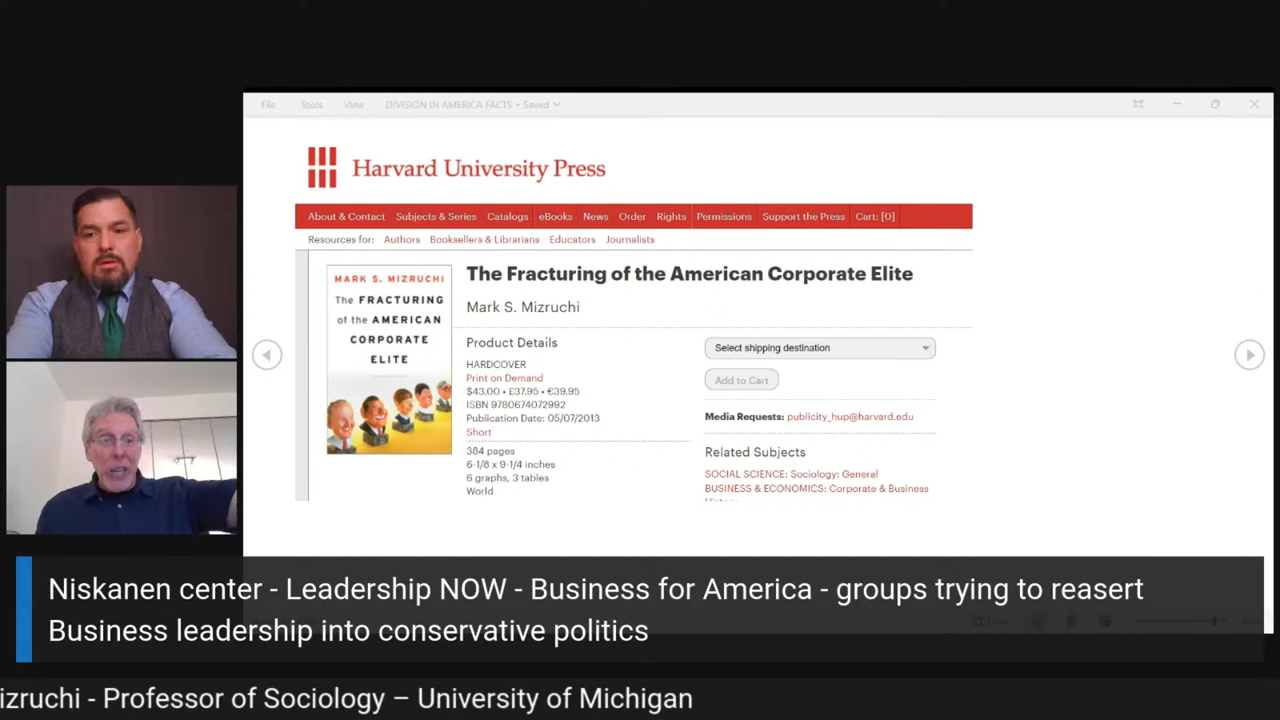 File Tools View DIVISION IN AMERICA FACTS • Saved
Harvard University Press
About & Contact Subjects & Series Catalogs eBooks News Order Rights Permissions Support the Press Cart: [0]
Resources for: Authors Booksellers & Librarians Educators Journalists
MARK S. MIZRUCHI
The FRACTURING
of the AMERICAN
CORPORATE
ELITE
The Fracturing of the American Corporate Elite
Mark S. Mizruchi
Product Details
HARDCOVER
Print on Demand
$43.00 • £37.95 • €39.95
ISBN 9780674072992
Publication Date: 05/07/2013
Short
384 pages
6-1/8 x 9-1/4 inches
6 graphs, 3 tables
World
Select shipping destination
Add to Cart
Media Requests: publicity_hup@harvard.edu
Related Subjects
SOCIAL SCIENCE: Sociology: General
BUSINESS & ECONOMICS: Corporate & Business
Niskanen center - Leadership NOW - Business for America - groups trying to reasert
Business leadership into conservative politics
izruchi - Professor of Sociology – University of Michigan